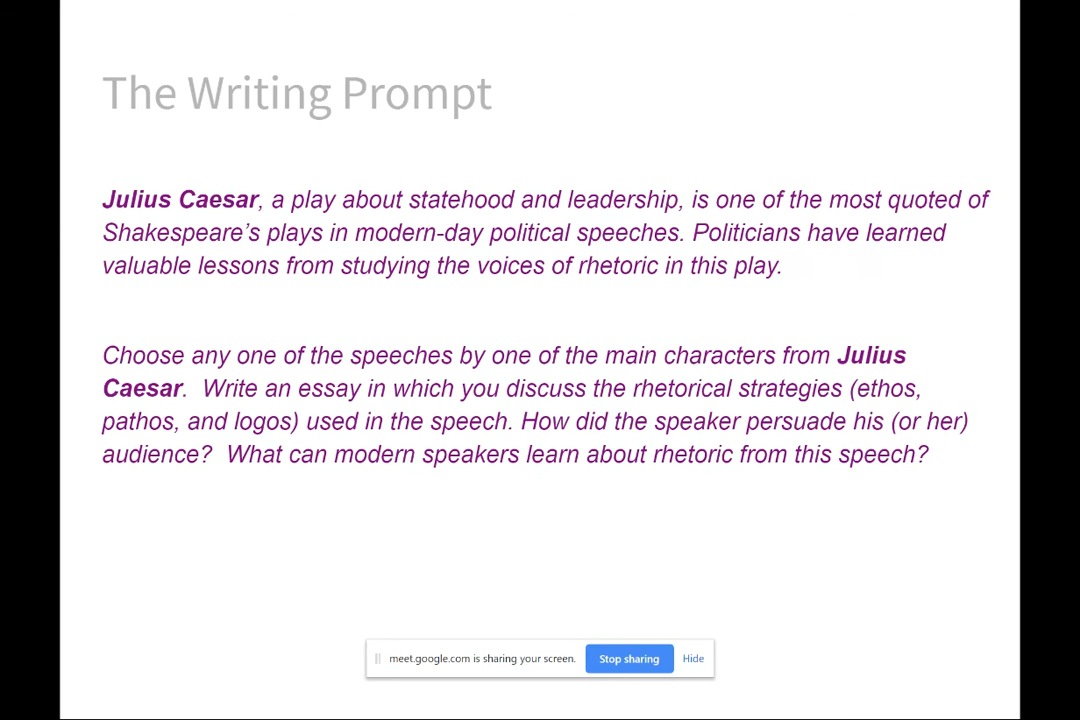 The Writing Prompt
Julius Caesar, a play about statehood and leadership, is one of the most quoted of
Shakespeare’s plays in modern-day political speeches. Politicians have learned
valuable lessons from studying the voices of rhetoric in this play.
Choose any one of the speeches by one of the main characters from Julius
Caesar.  Write an essay in which you discuss the rhetorical strategies (ethos,
pathos, and logos) used in the speech. How did the speaker persuade his (or her)
audience?  What can modern speakers learn about rhetoric from this speech?
meet.google.com is sharing your screen. Stop sharing Hide